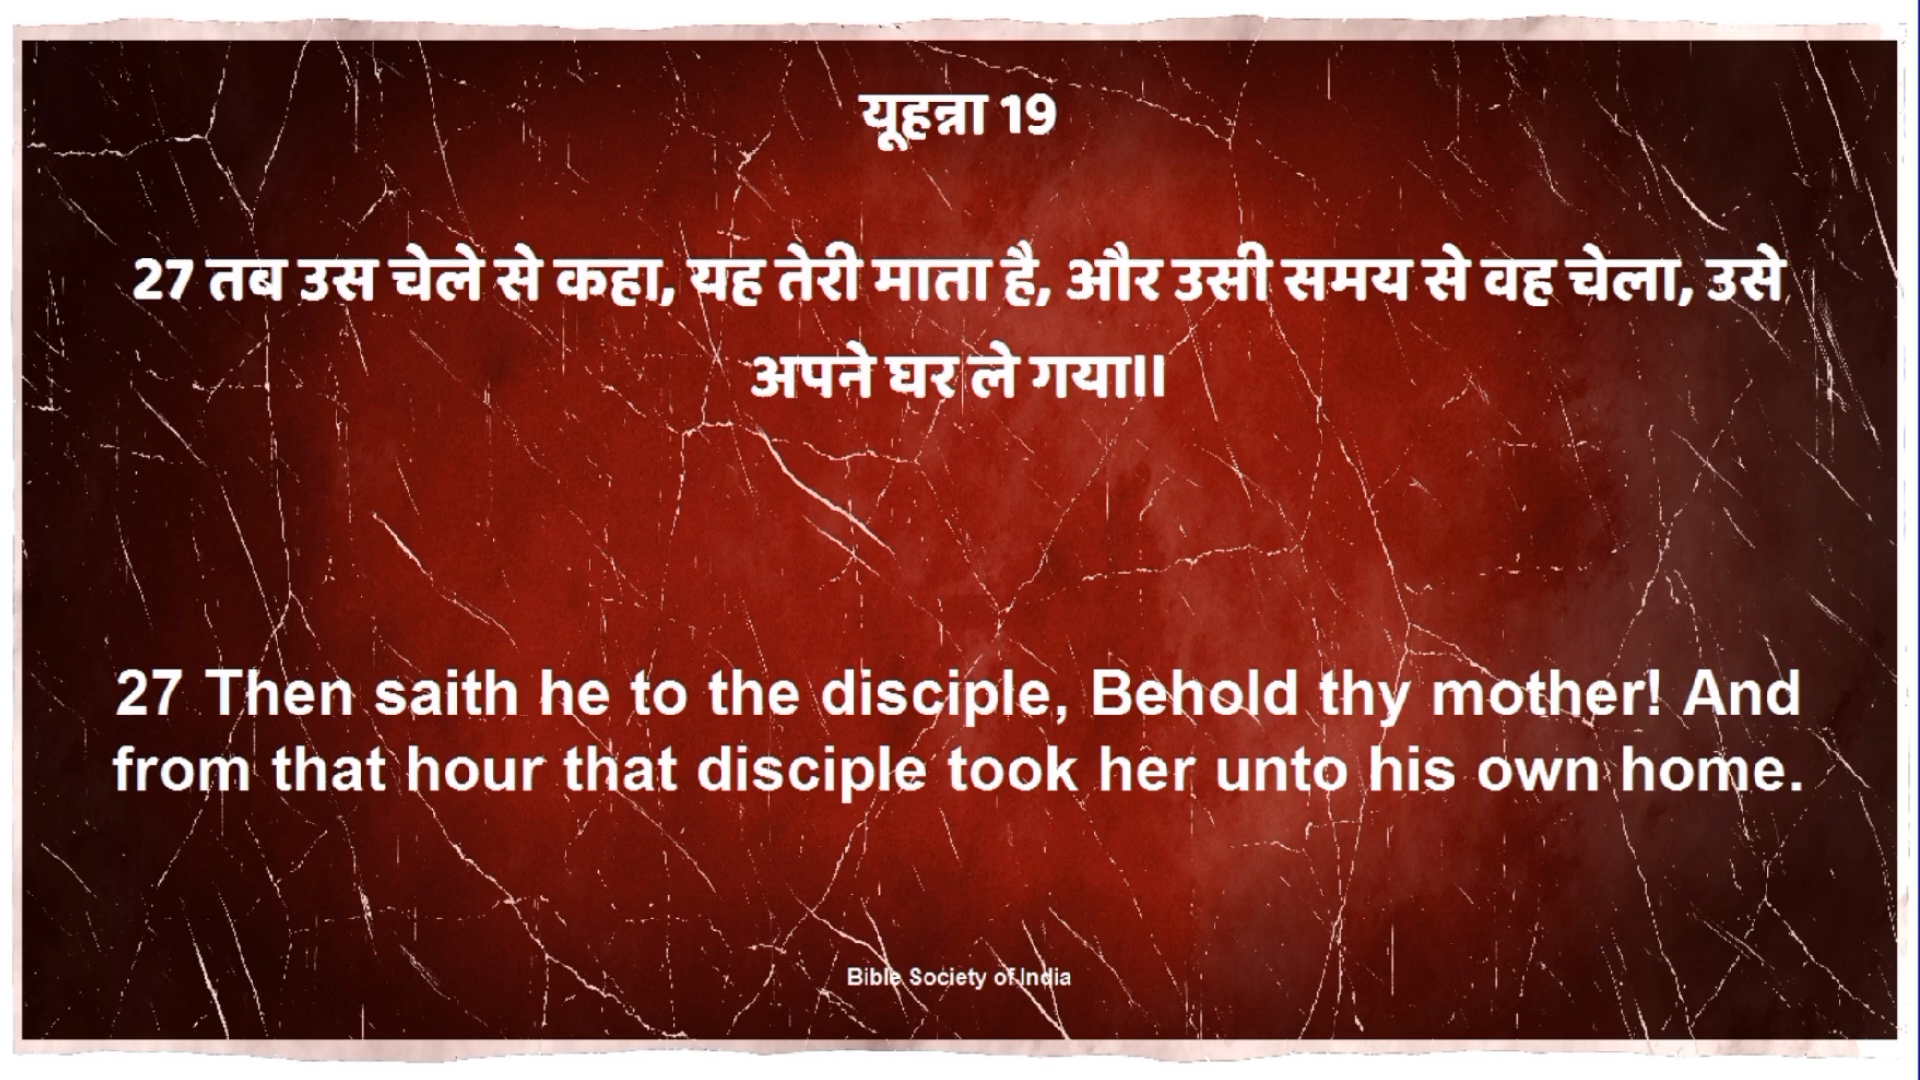 यूहन्ना 19
27 तब उस चेले से कहा, यह तेरी माता है, और उसी समय से वह चेला, उसे
अपने घर ले गया॥
27 Then saith he to the disciple, Behold thy mother! And
from that hour that disciple took her unto his own home.
Bible Society of India